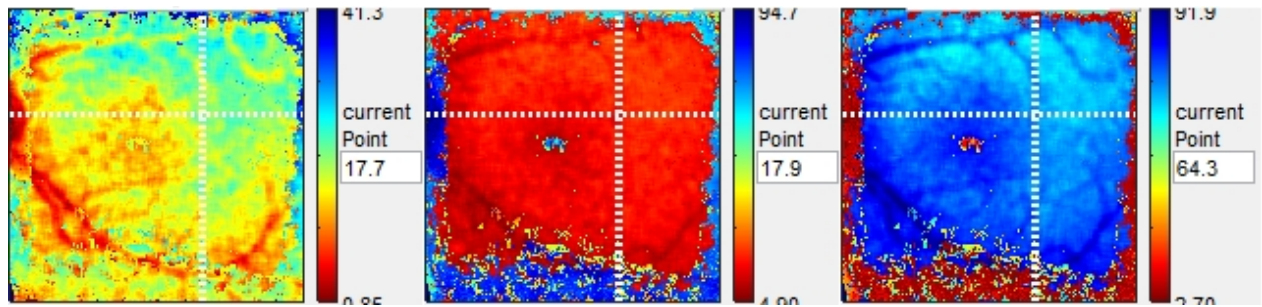 41.3
current
Point
17.7
0.85
94.7
current
Point
17.9
4.90
91.9
current
Point
64.3
2.70